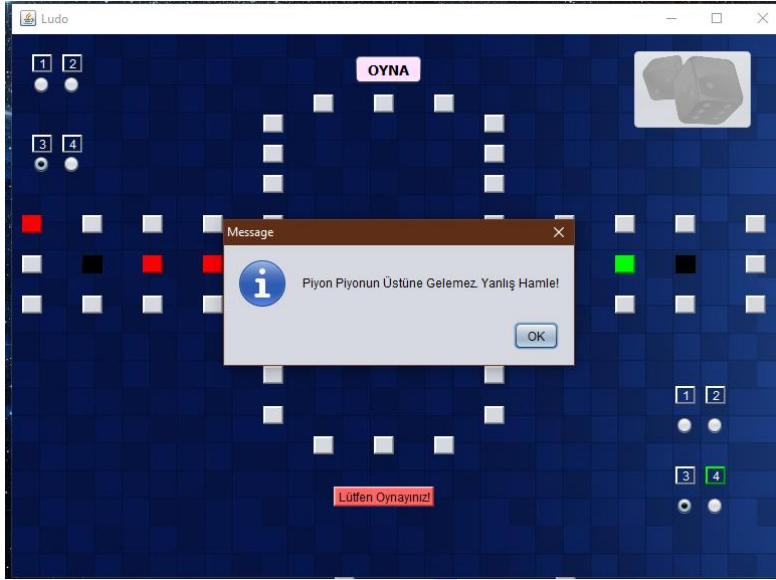 Ludo
1 2
OYNA
3 4
Message
Piyon Piyonun Üstüne Gelemez. Yanlış Hamle!
OK
1 2
3 4
Lütfen Oynayınız!